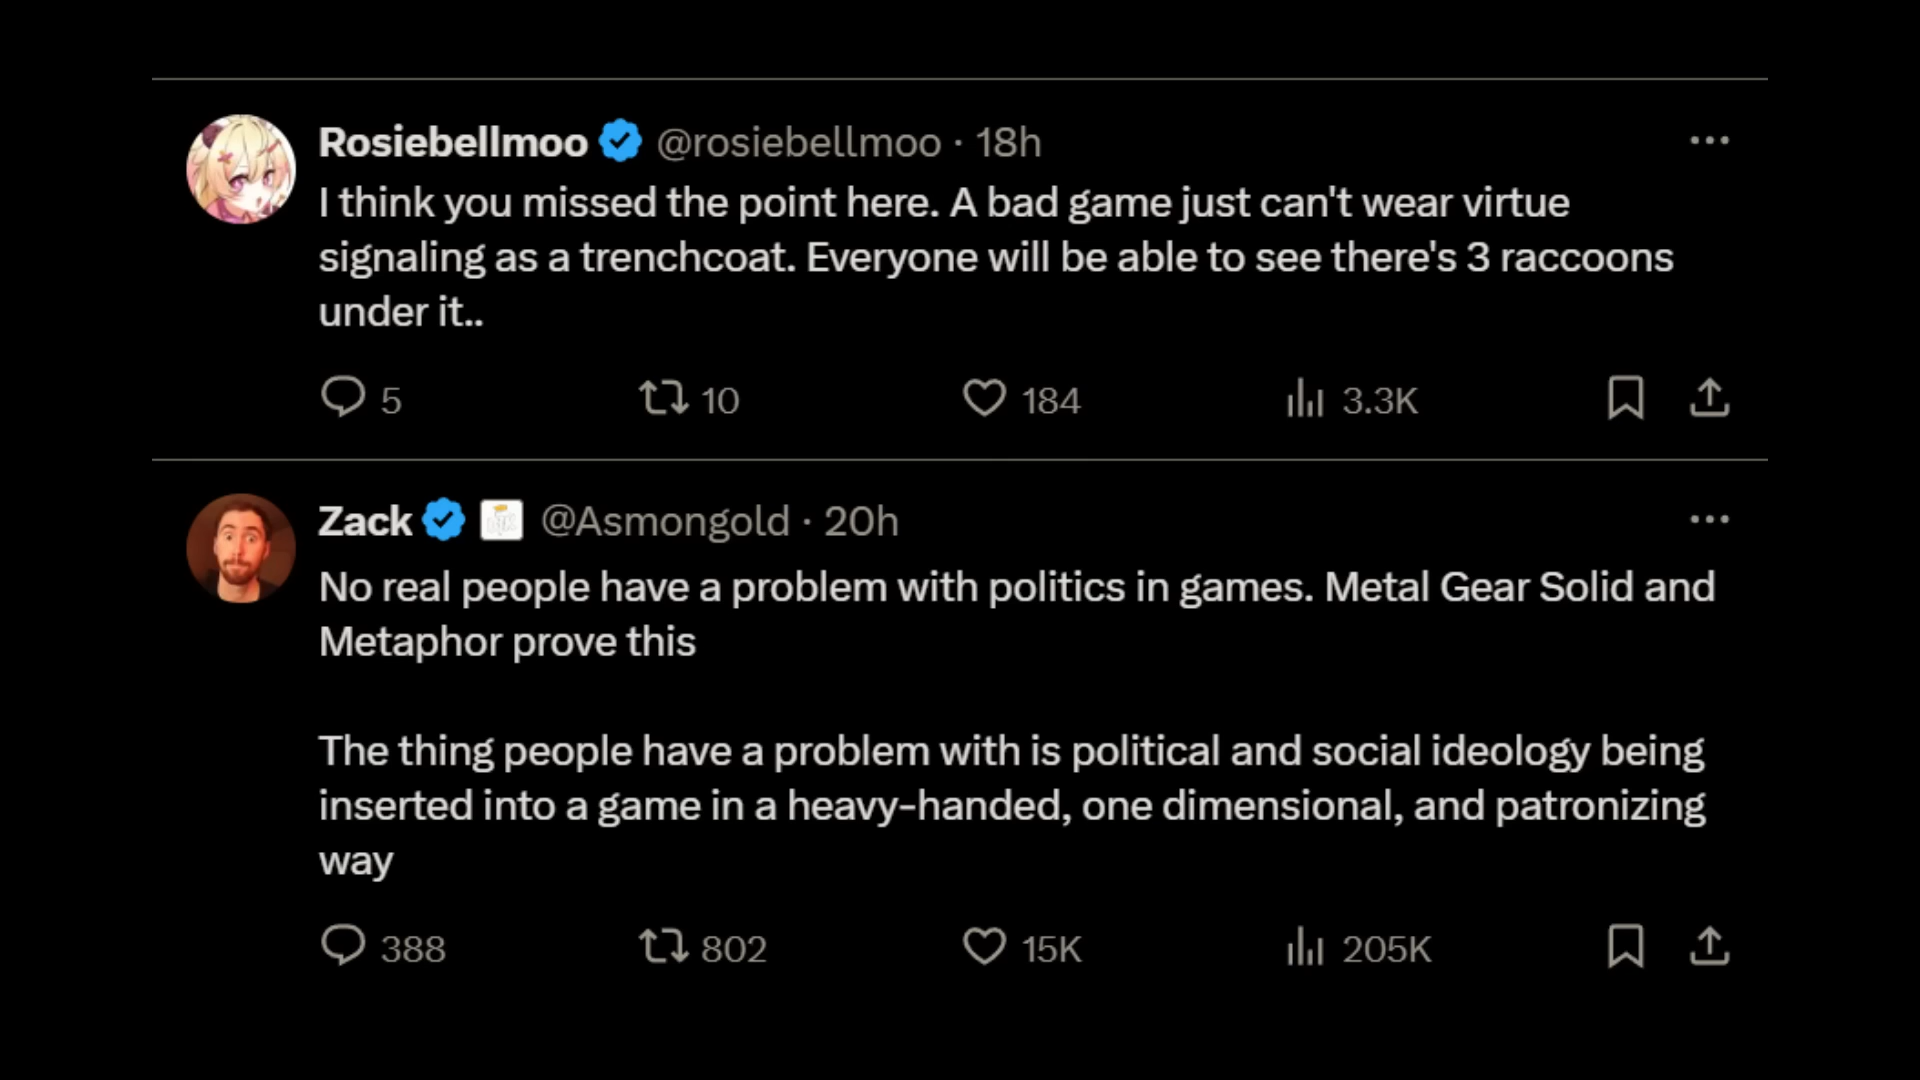 Rosiebellmoo @rosiebellmoo · 18h
I think you missed the point here. A bad game just can't wear virtue
signaling as a trenchcoat. Everyone will be able to see there's 3 raccoons
under it..
5 10 184 3.3K
Zack @Asmongold · 20h
No real people have a problem with politics in games. Metal Gear Solid and
Metaphor prove this
The thing people have a problem with is political and social ideology being
inserted into a game in a heavy-handed, one dimensional, and patronizing
way
388 802 15K 205K